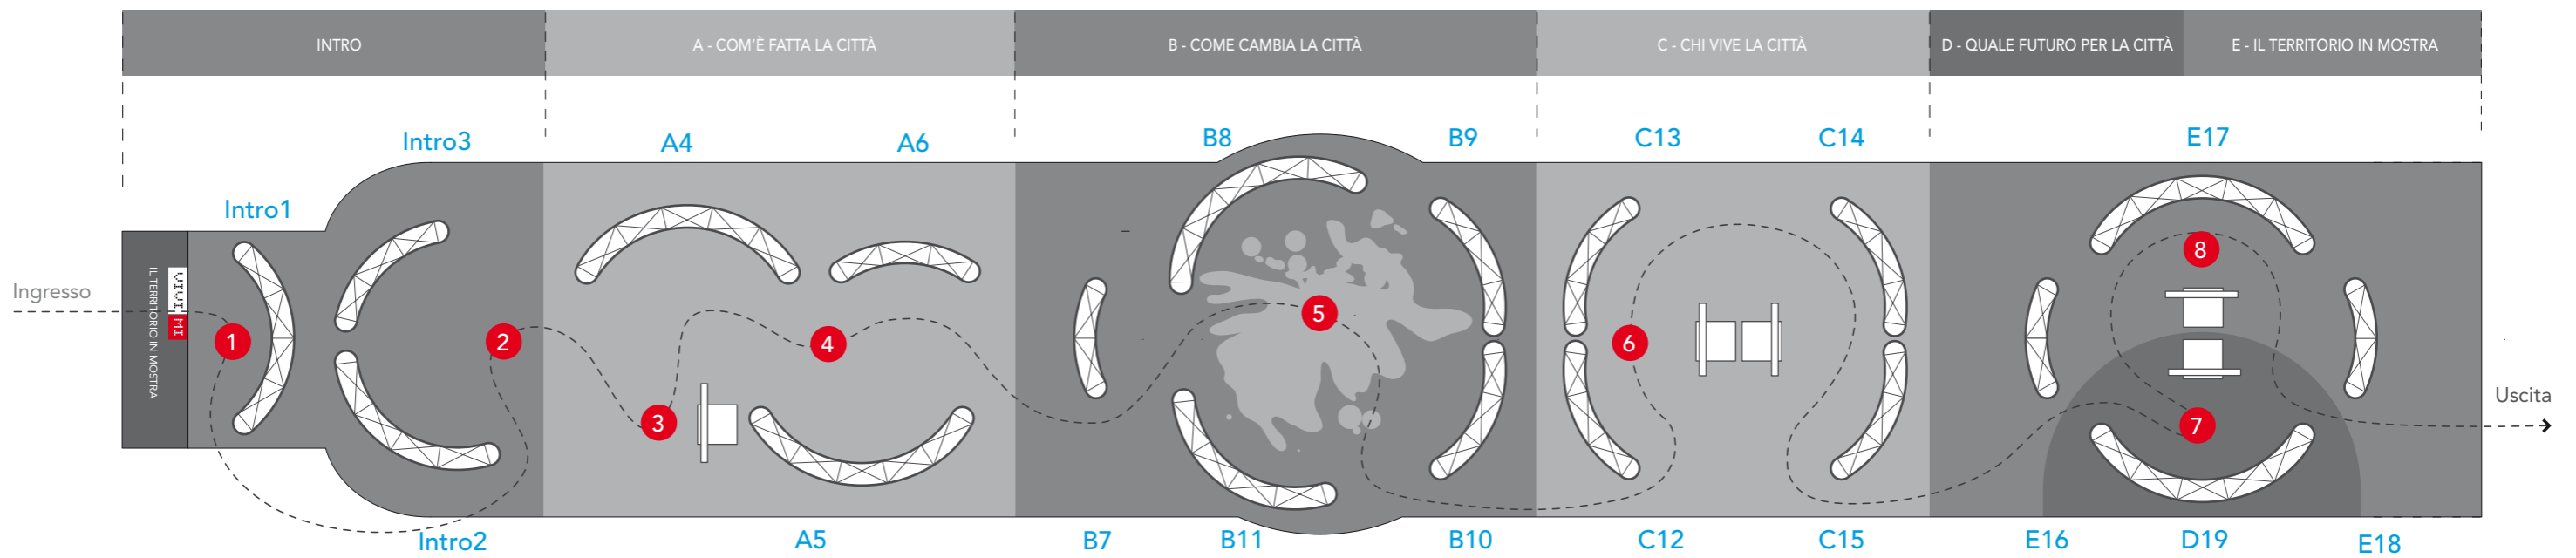 INTRO
A - COM'È FATTA LA CITTÀ
B - COME CAMBIA LA CITTÀ
C - CHI VIVE LA CITTÀ
D - QUALE FUTURO PER LA CITTÀ
E - IL TERRITORIO IN MOSTRA
Intro3
A4
A6
B8
B9
C13
C14
E17
Intro1
Ingresso
VIVI MI
IL TERRITORIO IN MOSTRA
1
2
3
4
5
6
7
8
Uscita
Intro2
A5
B7
B11
B10
C12
C15
E16
D19
E18